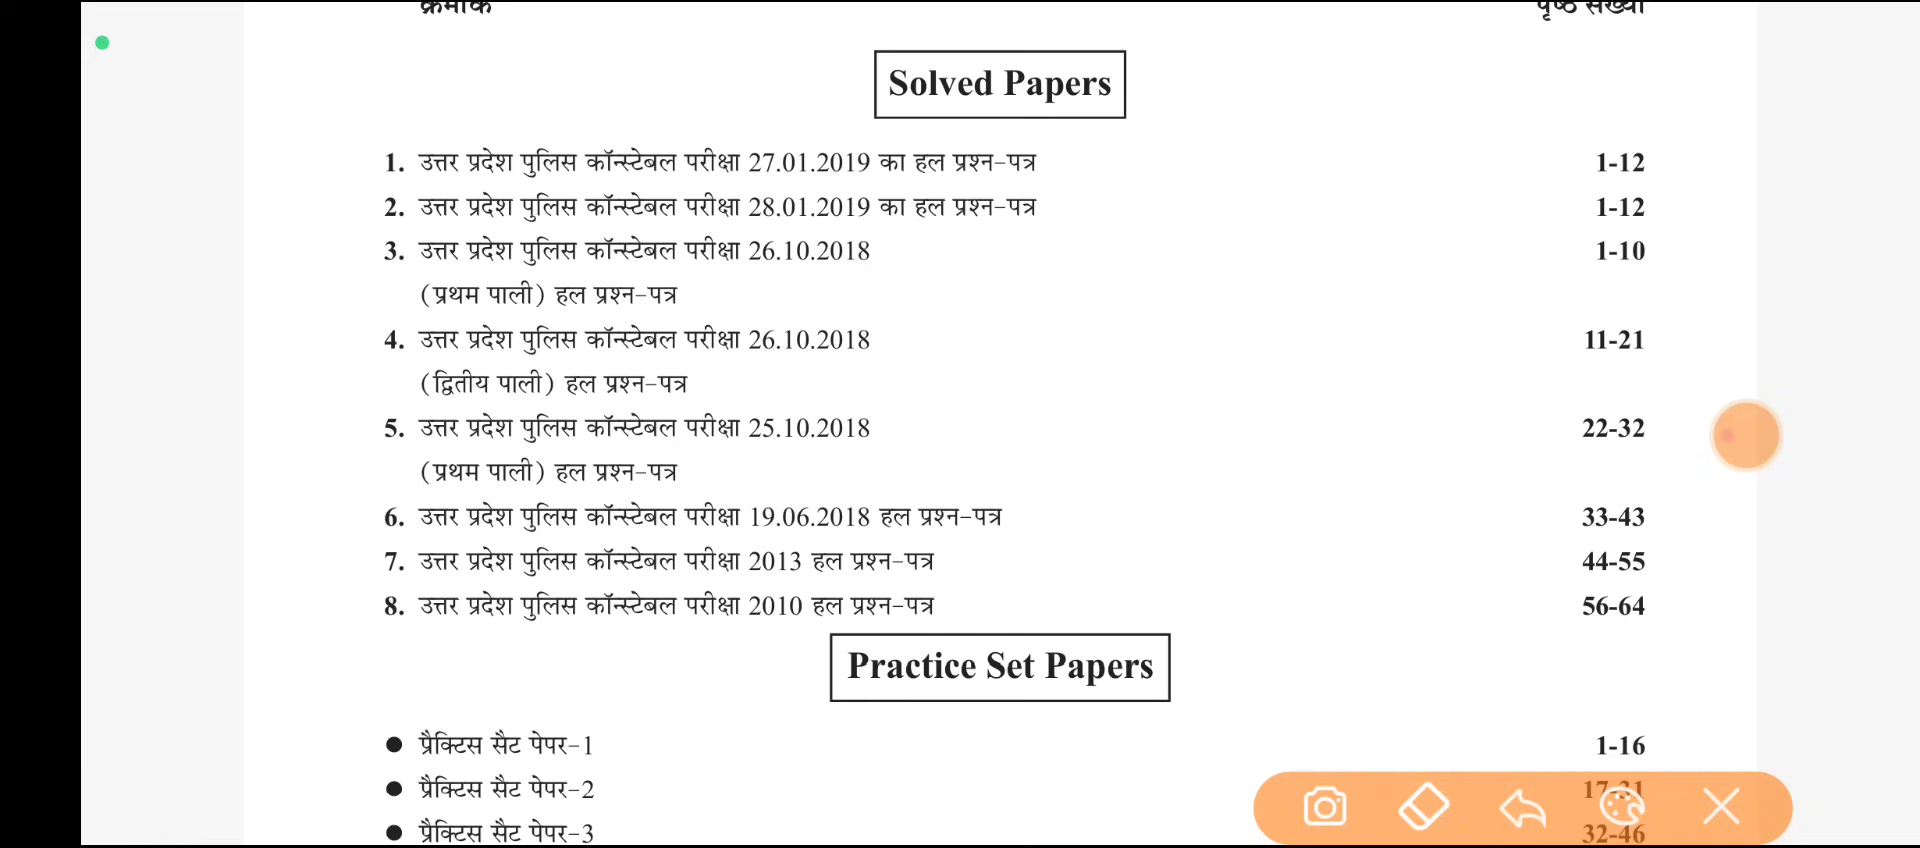 क्रमांक पृष्ठ संख्या
Solved Papers
1. उत्तर प्रदेश पुलिस कॉन्स्टेबल परीक्षा 27.01.2019 का हल प्रश्न-पत्र 1-12
2. उत्तर प्रदेश पुलिस कॉन्स्टेबल परीक्षा 28.01.2019 का हल प्रश्न-पत्र 1-12
3. उत्तर प्रदेश पुलिस कॉन्स्टेबल परीक्षा 26.10.2018 1-10
(प्रथम पाली) हल प्रश्न-पत्र
4. उत्तर प्रदेश पुलिस कॉन्स्टेबल परीक्षा 26.10.2018 11-21
(द्वितीय पाली) हल प्रश्न-पत्र
5. उत्तर प्रदेश पुलिस कॉन्स्टेबल परीक्षा 25.10.2018 22-32
(प्रथम पाली) हल प्रश्न-पत्र
6. उत्तर प्रदेश पुलिस कॉन्स्टेबल परीक्षा 19.06.2018 हल प्रश्न-पत्र 33-43
7. उत्तर प्रदेश पुलिस कॉन्स्टेबल परीक्षा 2013 हल प्रश्न-पत्र 44-55
8. उत्तर प्रदेश पुलिस कॉन्स्टेबल परीक्षा 2010 हल प्रश्न-पत्र 56-64
Practice Set Papers
● प्रैक्टिस सैट पेपर-1 1-16
● प्रैक्टिस सैट पेपर-2 17-31
● प्रैक्टिस सैट पेपर-3 32-46